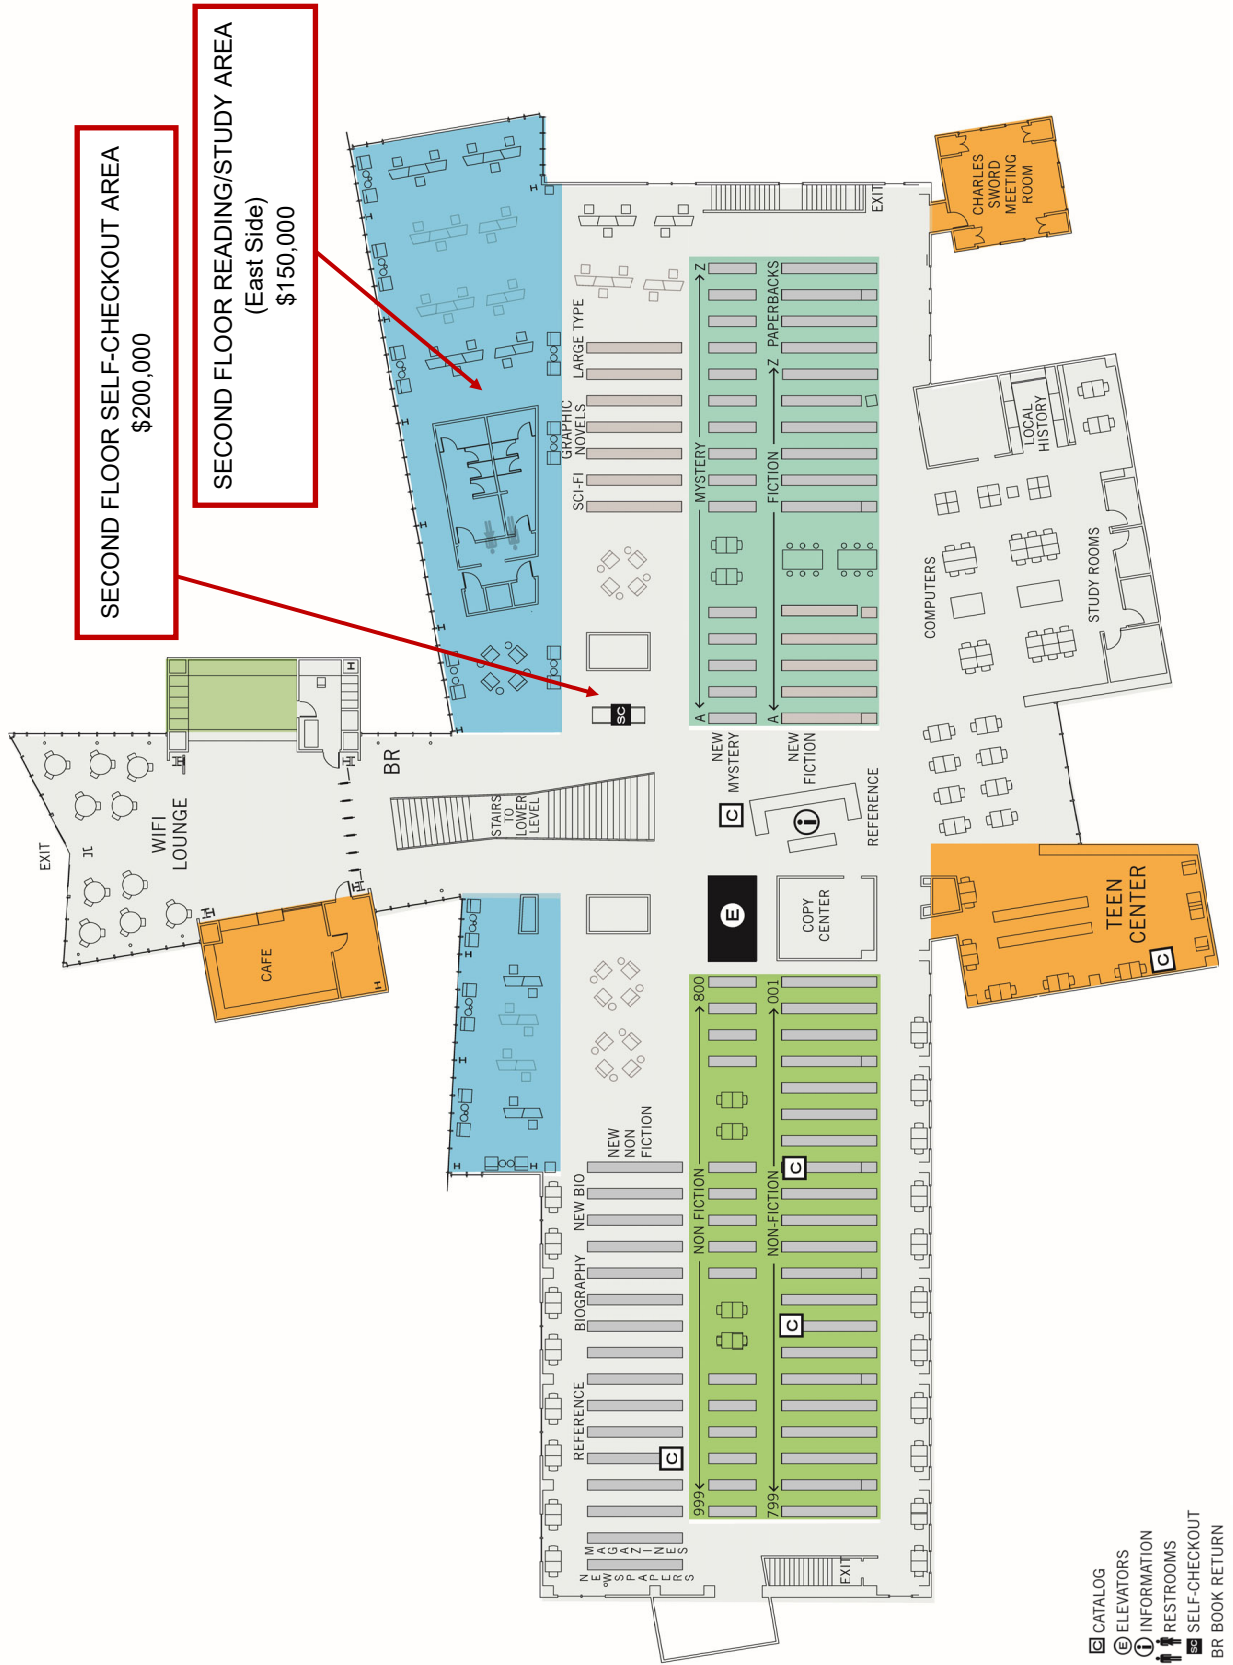 SECOND FLOOR SELF-CHECKOUT AREA
$200,000
SECOND FLOOR READING/STUDY AREA
(East Side)
$150,000
EXIT
WIFI
LOUNGE
CAFE
BR
STAIRS
TO
LOWER
LEVEL
SC
SCI-FI
GRAPHIC
NOVELS
LARGE TYPE
A
MYSTERY
Z
A
FICTION
Z
PAPERBACKS
EXIT
CHARLES
SWORD
MEETING
ROOM
NEW
MYSTERY
NEW
FICTION
C
i
REFERENCE
E
COPY
CENTER
COMPUTERS
LOCAL
HISTORY
STUDY ROOMS
TEEN
CENTER
C
NEWSPAPERS
MAGAZINES
REFERENCE
BIOGRAPHY
NEW BIO
NEW
NON
FICTION
C
999
NON FICTION
800
799
NON-FICTION
001
C
C
EXIT
C CATALOG
E ELEVATORS
i INFORMATION
RESTROOMS
SC SELF-CHECKOUT
BR BOOK RETURN